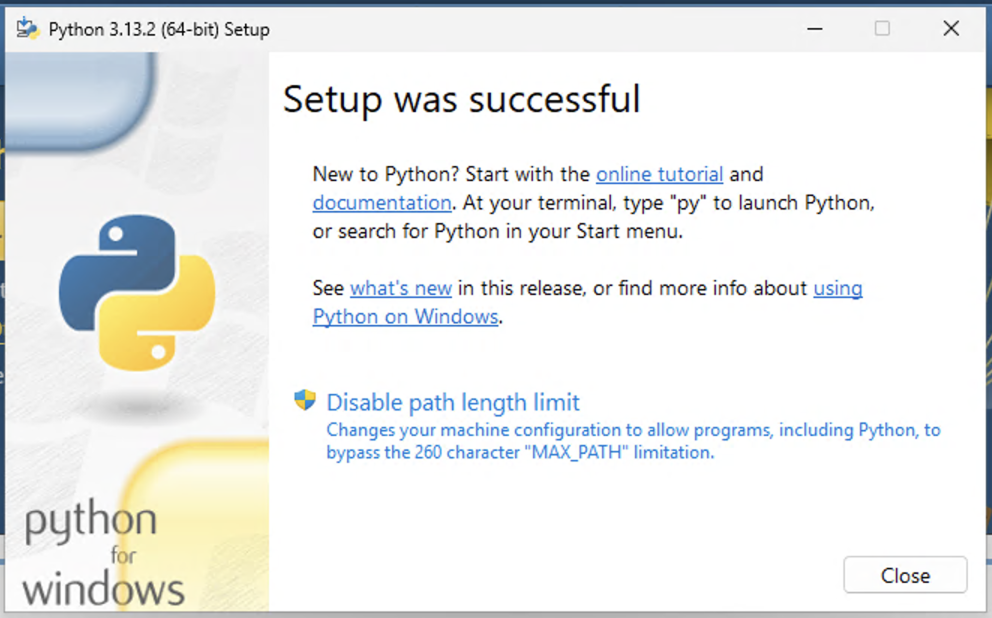 Python 3.13.2 (64-bit) Setup
Setup was successful
New to Python? Start with the online tutorial and
documentation. At your terminal, type "py" to launch Python,
or search for Python in your Start menu.
See what's new in this release, or find more info about using
Python on Windows.
Disable path length limit
Changes your machine configuration to allow programs, including Python, to
bypass the 260 character "MAX_PATH" limitation.
python
for
windows
Close